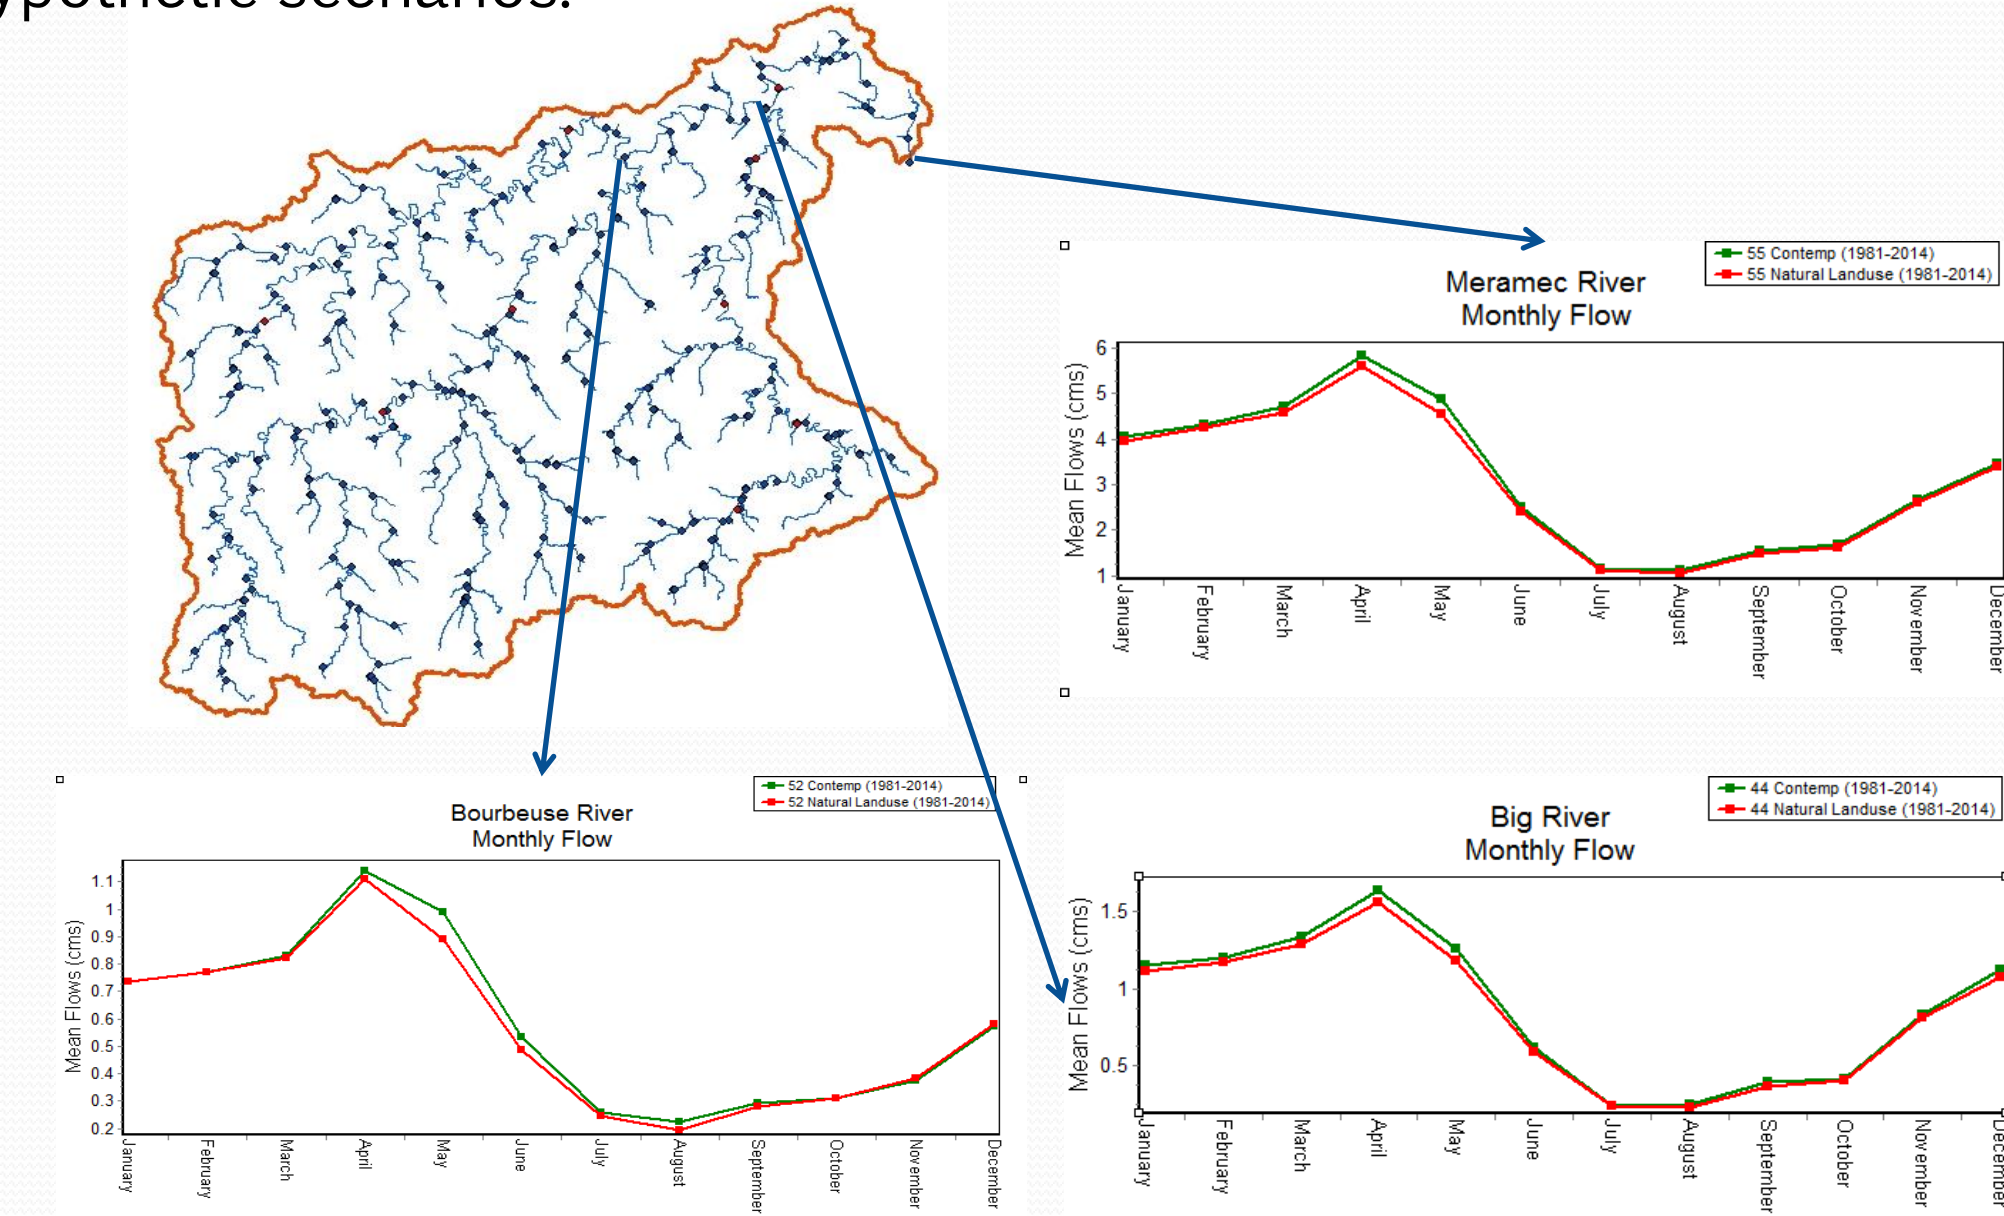 ypothetic scenarios.
55 Contemp (1981-2014)
55 Natural Landuse (1981-2014)
Meramec River
Monthly Flow
Mean Flows (cms)
6
5
4
3
2
1
January
February
March
April
May
June
July
August
September
October
November
December
52 Contemp (1981-2014)
52 Natural Landuse (1981-2014)
Bourbeuse River
Monthly Flow
Mean Flows (cms)
1.1
1
0.9
0.8
0.7
0.6
0.5
0.4
0.3
0.2
January
February
March
April
May
June
July
August
September
October
November
December
44 Contemp (1981-2014)
44 Natural Landuse (1981-2014)
Big River
Monthly Flow
Mean Flows (cms)
1.5
1
0.5
January
February
March
April
May
June
July
August
September
October
November
December